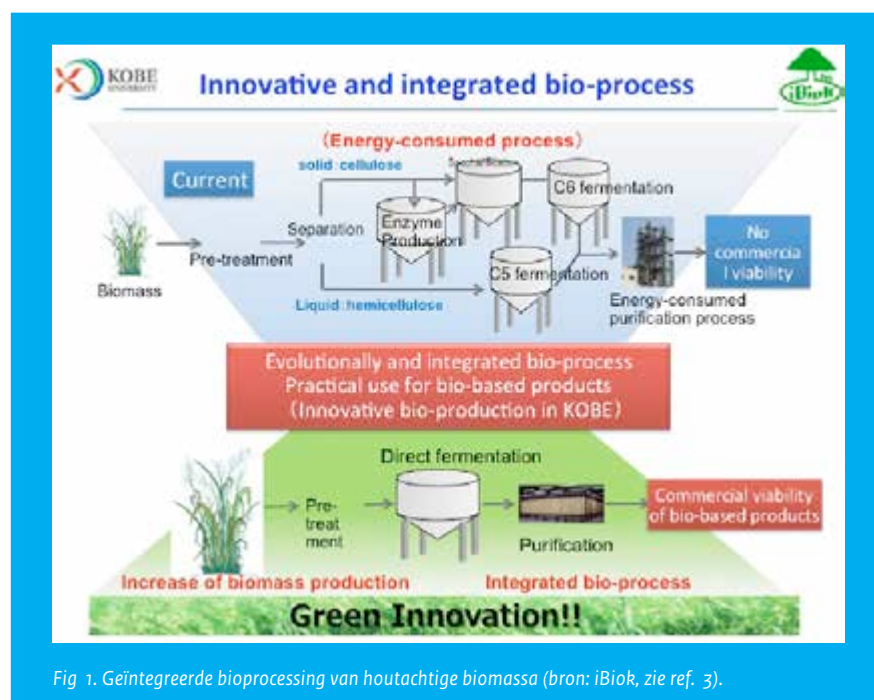 KOBE
UNIVERSITY
Innovative and integrated bio-process
iBioK
(Energy-consumed process)
solid:cellulose
Current
C6 fermentation
Separation
Enzyme
Production
Pre-treatment
Biomass
C5 fermentation
Liquid:hemicellulose
Energy-consumed
purification process
No
commercia
l viability
Evolutionally and integrated bio-process
Practical use for bio-based products
(Innovative bio-production in KOBE)
Direct fermentation
Pre-
treat
ment
Purification
Commercial viability
of bio-based products
Increase of biomass production
Integrated bio-process
Green Innovation!!
Fig 1. Geïntegreerde bioprocessing van houtachtige biomassa (bron: iBiok, zie ref. 3).